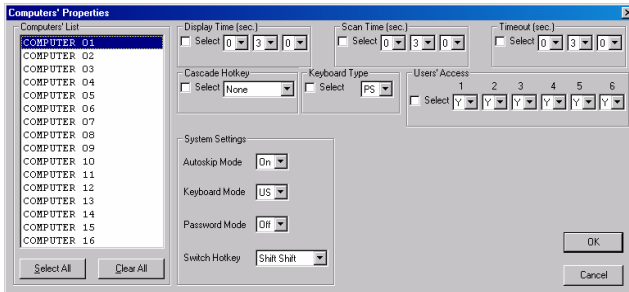 Computers' Properties
Computers' List
COMPUTER 01
COMPUTER 02
COMPUTER 03
COMPUTER 04
COMPUTER 05
COMPUTER 06
COMPUTER 07
COMPUTER 08
COMPUTER 09
COMPUTER 10
COMPUTER 11
COMPUTER 12
COMPUTER 13
COMPUTER 14
COMPUTER 15
COMPUTER 16
Select All Clear All
Display Time (sec.)
Select 0 3 0
Scan Time (sec.)
Select 0 3 0
Timeout (sec.)
Select 0 3 0
Cascade Hotkey
Select None
Keyboard Type
Select PS
Users' Access
1 2 3 4 5 6
Select Y Y Y Y Y Y
System Settings
Autoskip Mode On
Keyboard Mode US
Password Mode Off
Switch Hotkey Shift Shift
OK
Cancel